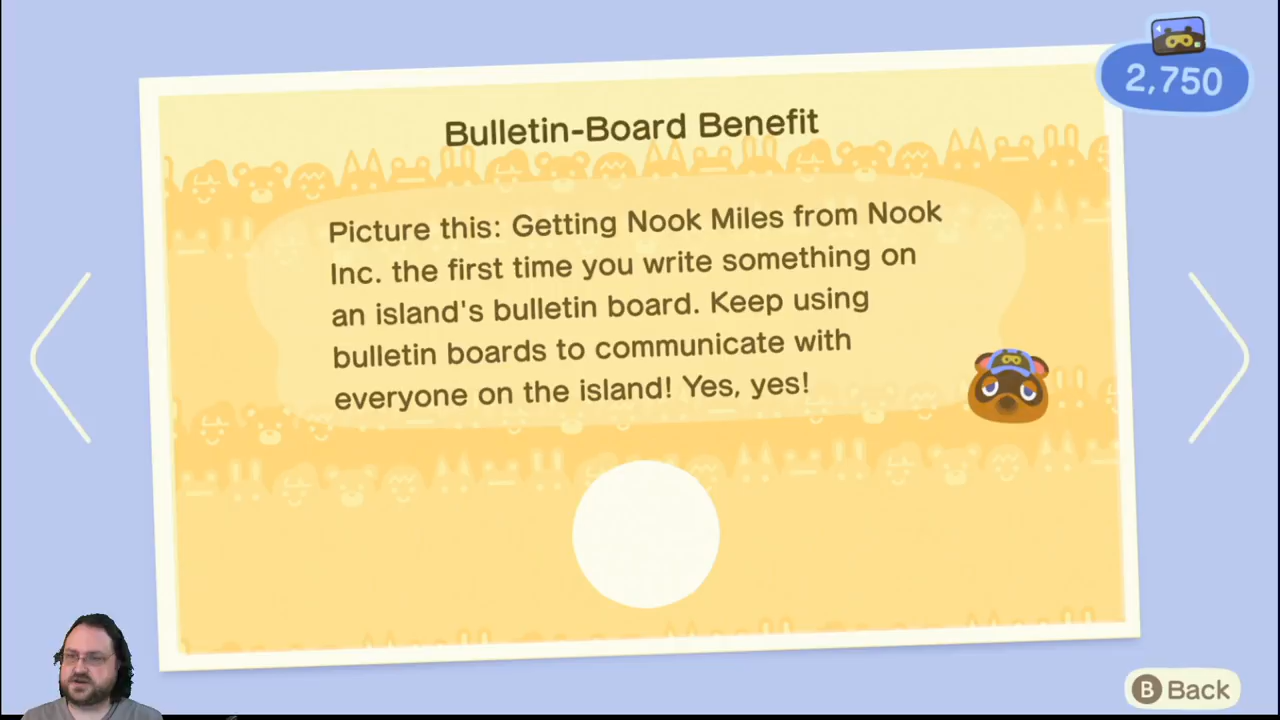 2,750
Bulletin-Board Benefit
Picture this: Getting Nook Miles from Nook
Inc. the first time you write something on
an island's bulletin board. Keep using
bulletin boards to communicate with
everyone on the island! Yes, yes!
B Back